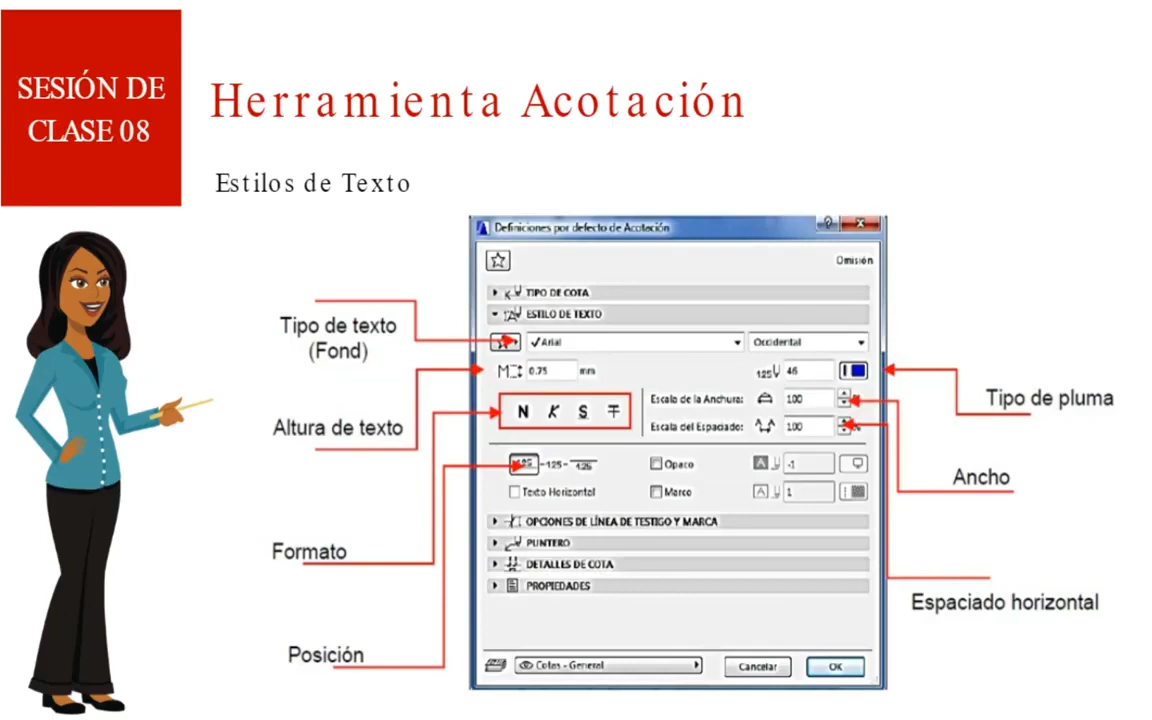 SESIÓN DE
CLASE 08
Herramienta Acotación
Estilos de Texto
Definiciones por defecto de Acotación
?
Omisión
TIPO DE COTA
ESTILO DE TEXTO
Arial
Occidental
0.75 mm
125 46
N K S T
Escala de la Anchura: 100
Escala del Espaciado: 100 %
-125-
Opaco
A -1
Texto Horizontal
Marco
A 1
OPCIONES DE LÍNEA DE TESTIGO Y MARCA
PUNTERO
DETALLES DE COTA
PROPIEDADES
Cotas - General
Cancelar
OK
Tipo de texto
(Fond)
Altura de texto
Formato
Posición
Tipo de pluma
Ancho
Espaciado horizontal